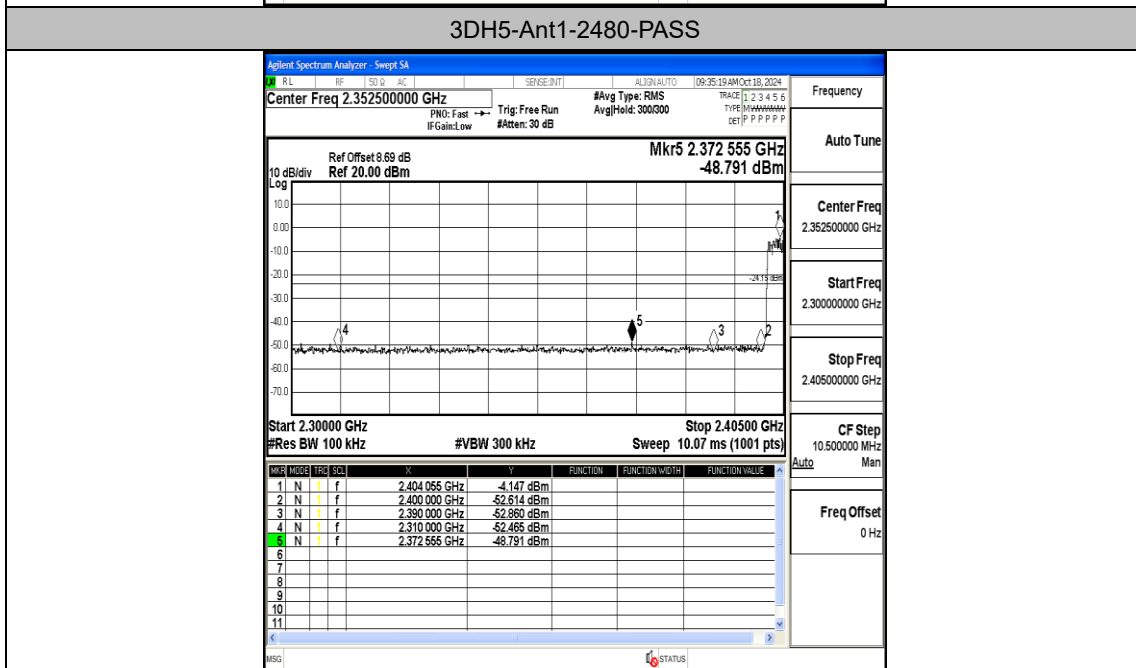 3DH5-Ant1-2480-PASS
Agilent Spectrum Analyzer - Swept SA
RL RF 50 Ω AC SENSE:INT ALIGN AUTO 09:35:19 AM Oct 18, 2024
Center Freq 2.352500000 GHz #Avg Type: RMS TRACE 1 2 3 4 5 6
PNO: Fast Trig: Free Run Avg|Hold: 300/300 TYPE M
IFGain:Low #Atten: 30 dB DET P P P P P P
Ref Offset 8.69 dB Mkr5 2.372 555 GHz
10 dB/div Ref 20.00 dBm -48.791 dBm
Log
10.0
0.00
-10.0
-20.0
-30.0
-40.0
-50.0
-60.0
-70.0
1
-24.15 dBm
4 5 3 2
Start 2.30000 GHz Stop 2.40500 GHz
#Res BW 100 kHz #VBW 300 kHz Sweep 10.07 ms (1001 pts)
MKR MODE TRC SCL X Y FUNCTION FUNCTION WIDTH FUNCTION VALUE
1 N 1 f 2.404 055 GHz -4.147 dBm
2 N 1 f 2.400 000 GHz -52.614 dBm
3 N 1 f 2.390 000 GHz -52.860 dBm
4 N 1 f 2.310 000 GHz -52.465 dBm
5 N 1 f 2.372 555 GHz -48.791 dBm
6
7
8
9
10
11
MSG STATUS
Frequency
Auto Tune
Center Freq
2.352500000 GHz
Start Freq
2.300000000 GHz
Stop Freq
2.405000000 GHz
CF Step
10.500000 MHz
Auto Man
Freq Offset
0 Hz